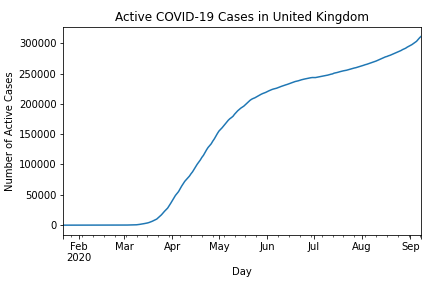 Active COVID-19 Cases in United Kingdom
Number of Active Cases
300000
250000
200000
150000
100000
50000
0
Feb Mar Apr May Jun Jul Aug Sep
2020
Day